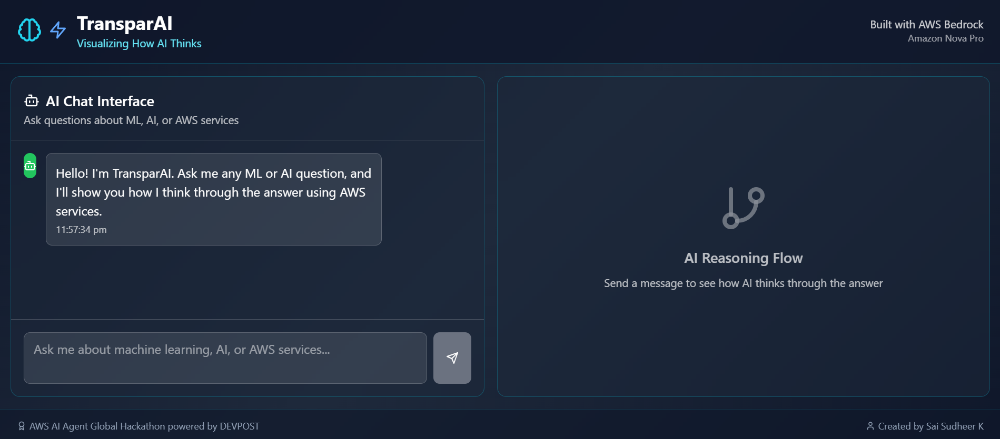 TransparAI
Visualizing How AI Thinks
Built with AWS Bedrock
Amazon Nova Pro
AI Chat Interface
Ask questions about ML, AI, or AWS services
Hello! I'm TransparAI. Ask me any ML or AI question, and
I'll show you how I think through the answer using AWS
services.
11:57:34 pm
Ask me about machine learning, AI, or AWS services...
AI Reasoning Flow
Send a message to see how AI thinks through the answer
AWS AI Agent Global Hackathon powered by DEVPOST
Created by Sai Sudheer K